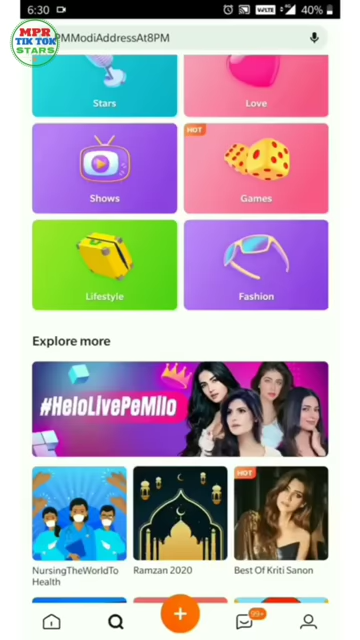 6:30
VoLTE
40%
MPR
TIK TOK
STARS
PMModiAddressAt8PM
Stars
Love
HOT
Shows
Games
Lifestyle
Fashion
Explore more
#HeloLivePeMilo
HOT
NursingTheWorldTo
Health
Ramzan 2020
Best Of Kriti Sanon
99+